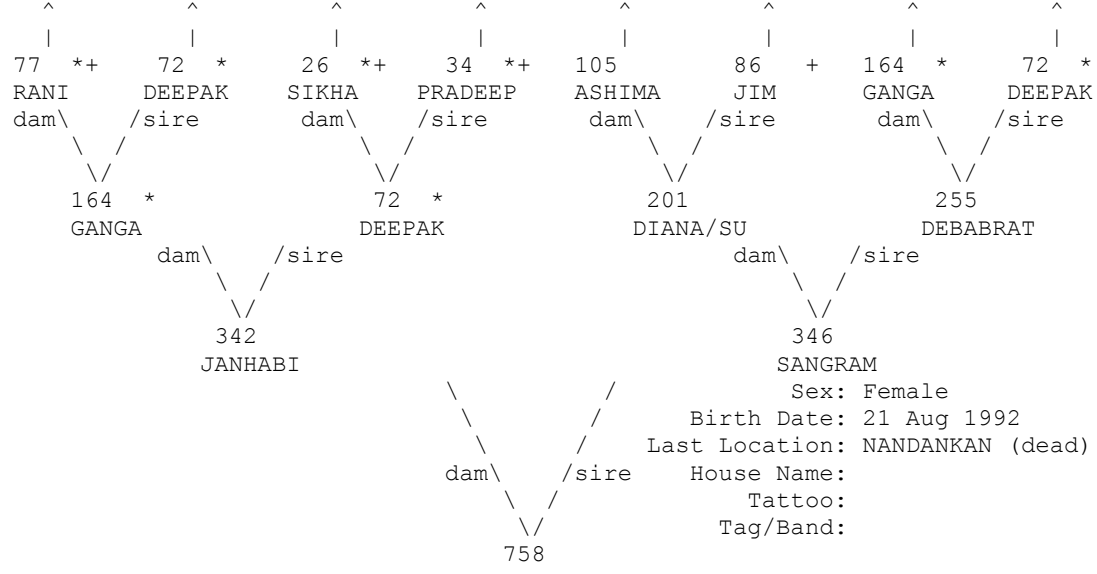 ^ ^ ^ ^ ^ ^ ^ ^
| | | | | | | |
77 *+ 72 * 26 *+ 34 *+ 105 86 + 164 * 72 *
RANI DEEPAK SIKHA PRADEEP ASHIMA JIM GANGA DEEPAK
dam\ /sire dam\ /sire dam\ /sire dam\ /sire
\ / \ / \ / \ /
\/ \/ \/ \/
164 * 72 * 201 255
GANGA DEEPAK DIANA/SU DEBABRAT
dam\ /sire dam\ /sire
\ / \ /
\/ \/
342 346
JANHABI SANGRAM
\ / Sex: Female
\ / Birth Date: 21 Aug 1992
\ / Last Location: NANDANKAN (dead)
dam\ /sire House Name:
\ / Tattoo:
\/ Tag/Band:
758